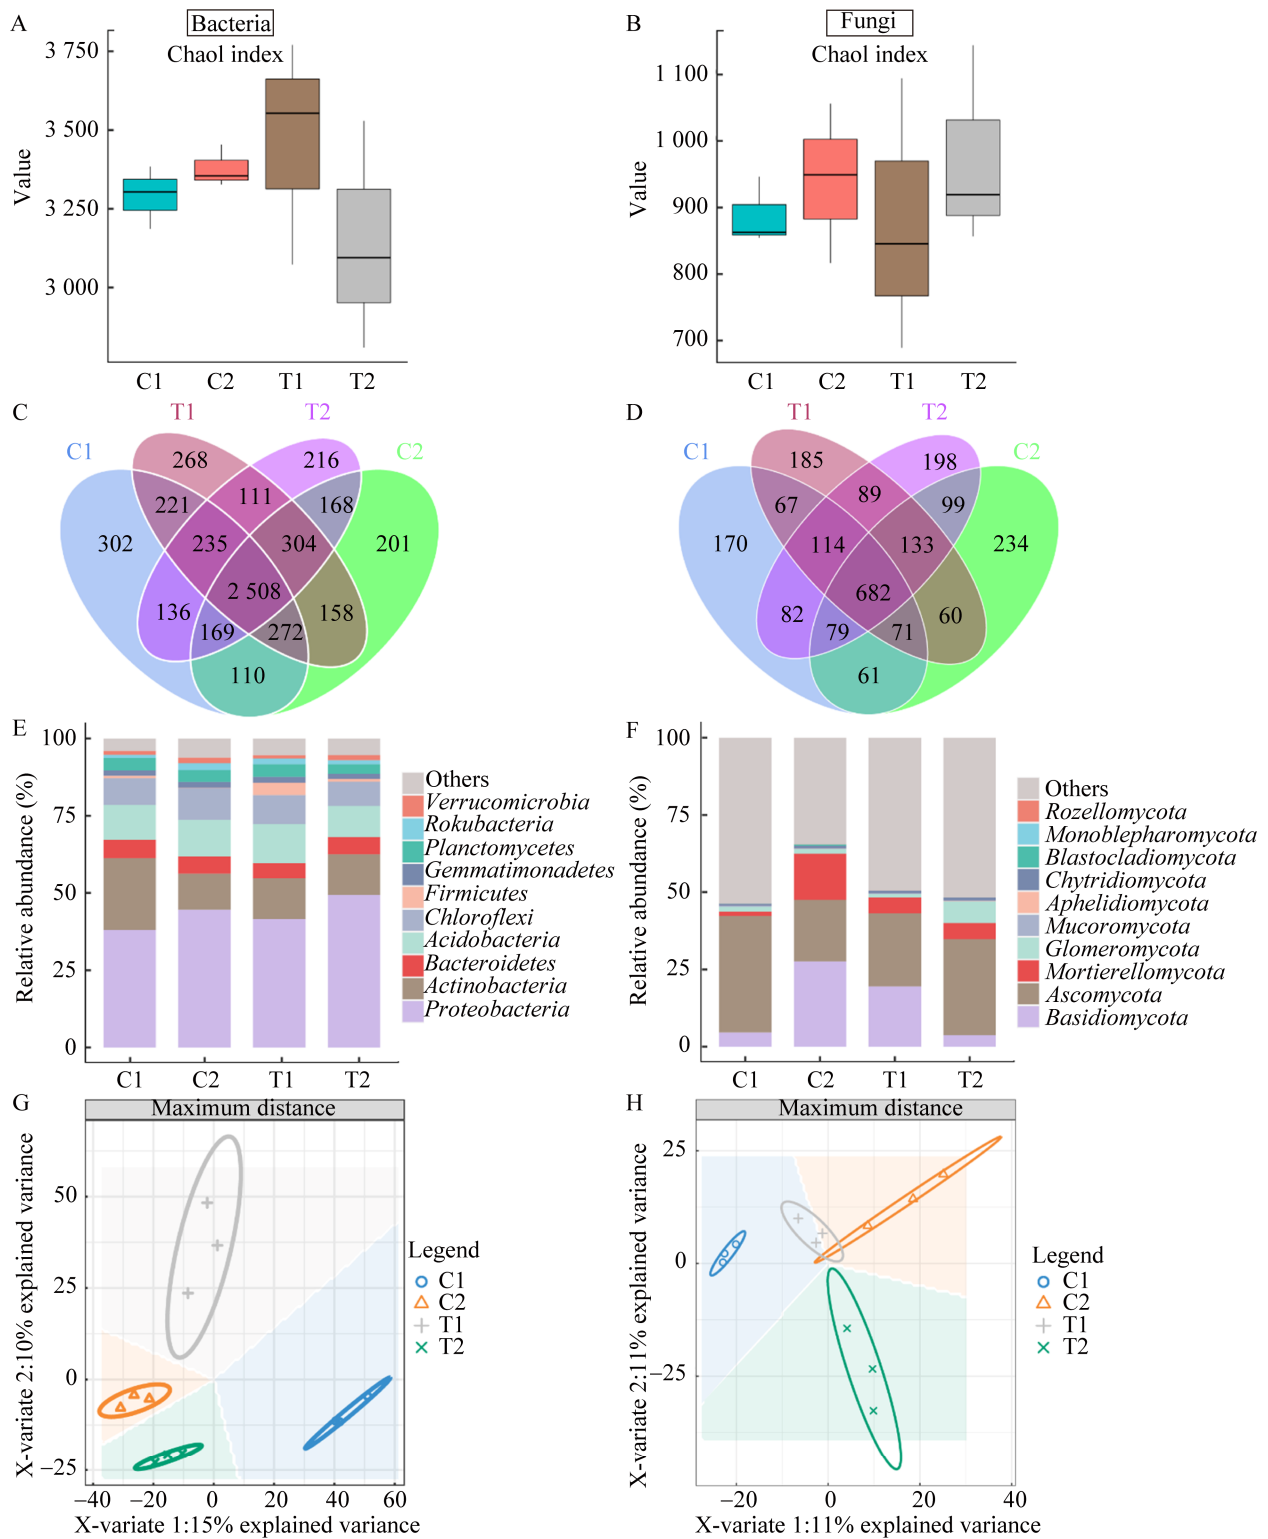 A
Bacteria
Chaol index
3 750
3 500
3 250
3 000
Value
C1 C2 T1 T2
B
Fungi
Chaol index
1 100
1 000
900
800
700
Value
C1 C2 T1 T2
C
T1 T2
C1 C2
268 216
221 111 168
302 235 304 201
2 508
136 158
169 272
110
D
T1 T2
C1 C2
185 198
67 89 99
170 114 133 234
682
82 60
79 71
61
E
100
75
50
25
0
Relative abundance (%)
C1 C2 T1 T2
Others
Verrucomicrobia
Rokubacteria
Planctomycetes
Gemmatimonadetes
Firmicutes
Chloroflexi
Acidobacteria
Bacteroidetes
Actinobacteria
Proteobacteria
F
100
75
50
25
0
Relative abundance (%)
C1 C2 T1 T2
Others
Rozellomycota
Monoblepharomycota
Blastocladiomycota
Chytridiomycota
Aphelidiomycota
Mucoromycota
Glomeromycota
Mortierellomycota
Ascomycota
Basidiomycota
G
Maximum distance
50
25
0
−25
X-variate 2:10% explained variance
−40 −20 0 20 40 60
X-variate 1:15% explained variance
Legend
C1
C2
T1
T2
H
Maximum distance
25
0
−25
X-variate 2:11% explained variance
−20 0 20 40
X-variate 1:11% explained variance
Legend
C1
C2
T1
T2